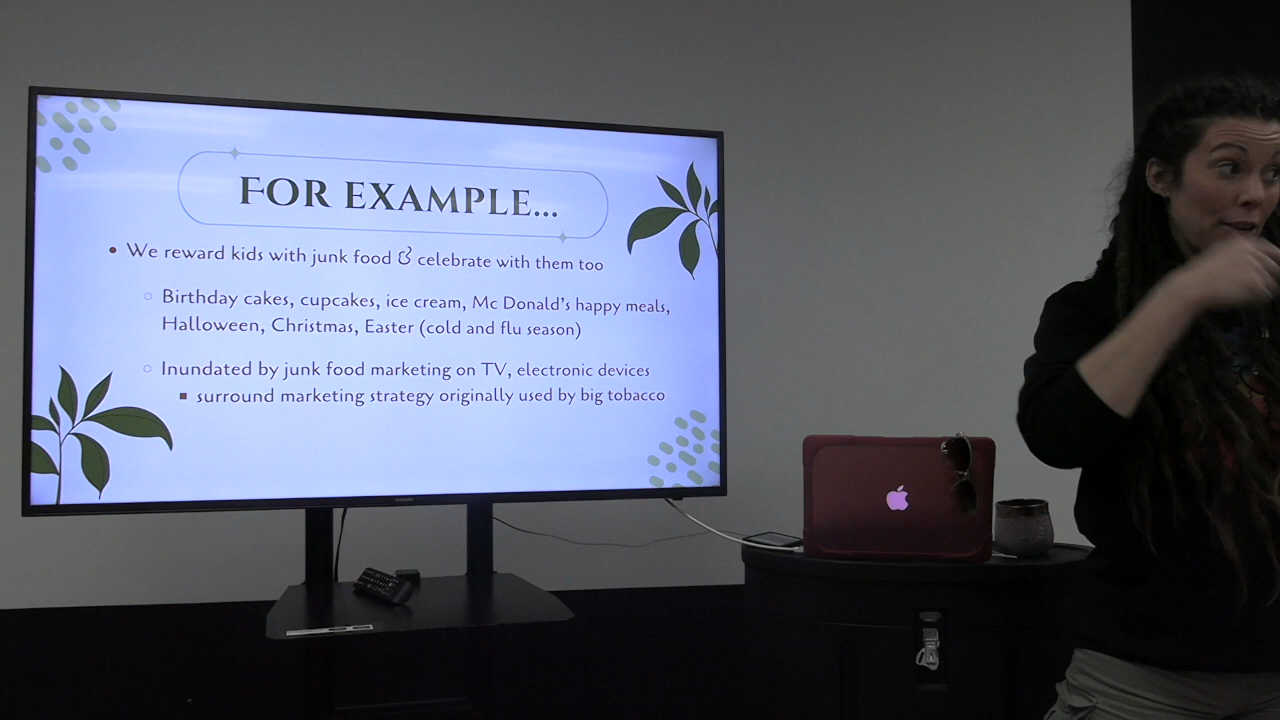 FOR EXAMPLE...
• We reward kids with junk food & celebrate with them too
○ Birthday cakes, cupcakes, ice cream, Mc Donald's happy meals,
Halloween, Christmas, Easter (cold and flu season)
○ Inundated by junk food marketing on TV, electronic devices
▪ surround marketing strategy originally used by big tobacco
SAMSUNG